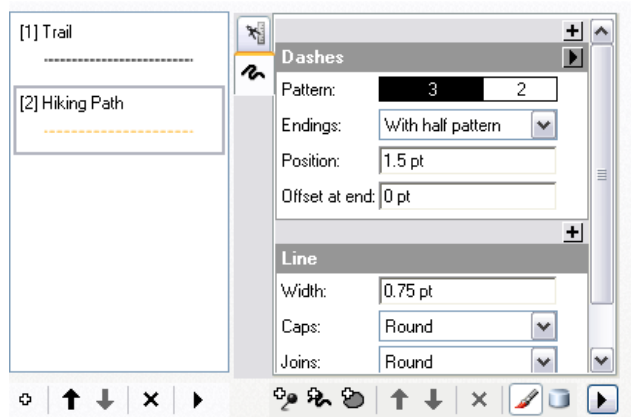 [1] Trail
[2] Hiking Path
Dashes
Pattern: 3 2
Endings: With half pattern
Position: 1.5 pt
Offset at end: 0 pt
Line
Width: 0.75 pt
Caps: Round
Joins: Round